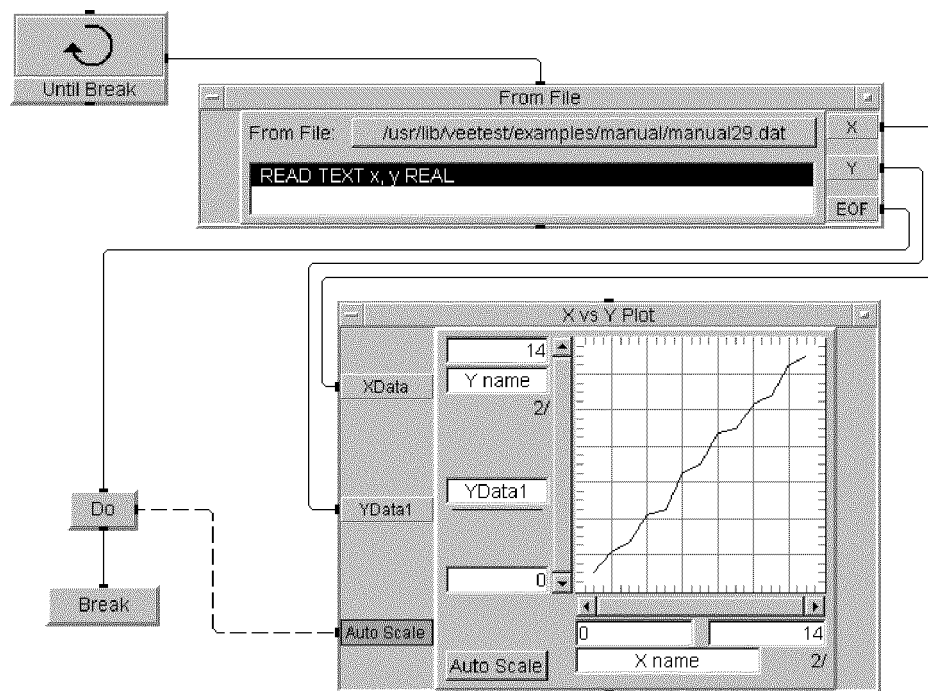 Until Break
From File
From File: /usr/lib/veetest/examples/manual/manual29.dat
READ TEXT x, y REAL
X
Y
EOF
X vs Y Plot
14
Y name
2/
XData
YData1
YData1
0
Do
Break
Auto Scale
Auto Scale
0 14
X name 2/